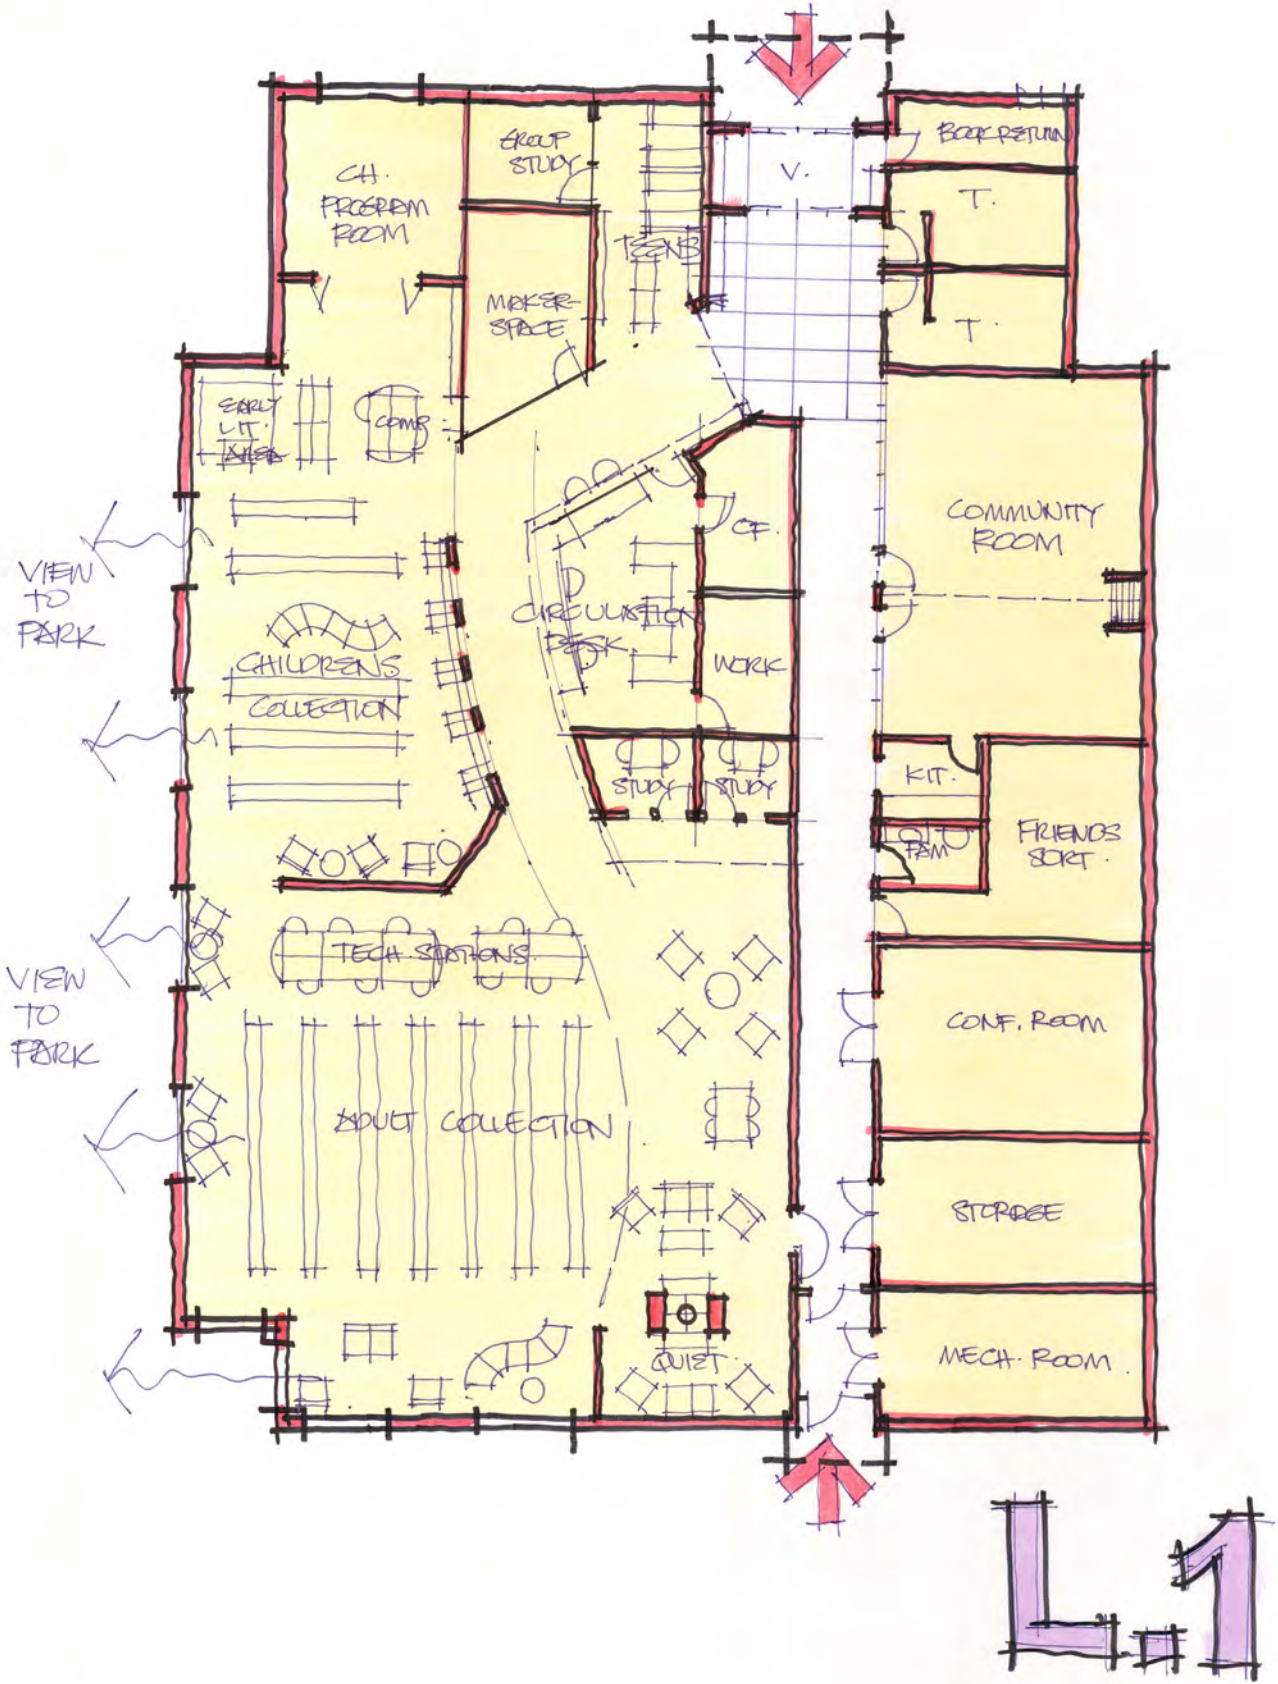 BOOK RETURN
GROUP
STUDY
V.
CH.
PROGRAM
ROOM
T.
TEENS
MAKER-
SPACE
T.
EARLY
LIT.
AREA
COMP
COMMUNITY
ROOM
OF.
VIEW
TO
PARK
CIRCULATION
DESK
CHILDRENS
COLLECTION
WORK
STUDY
STUDY
KIT.
FAM
FRIENDS
SORT.
TECH. STATIONS.
VIEW
TO
PARK
CONF. ROOM
ADULT COLLECTION
STORAGE
QUIET.
MECH. ROOM
L.1